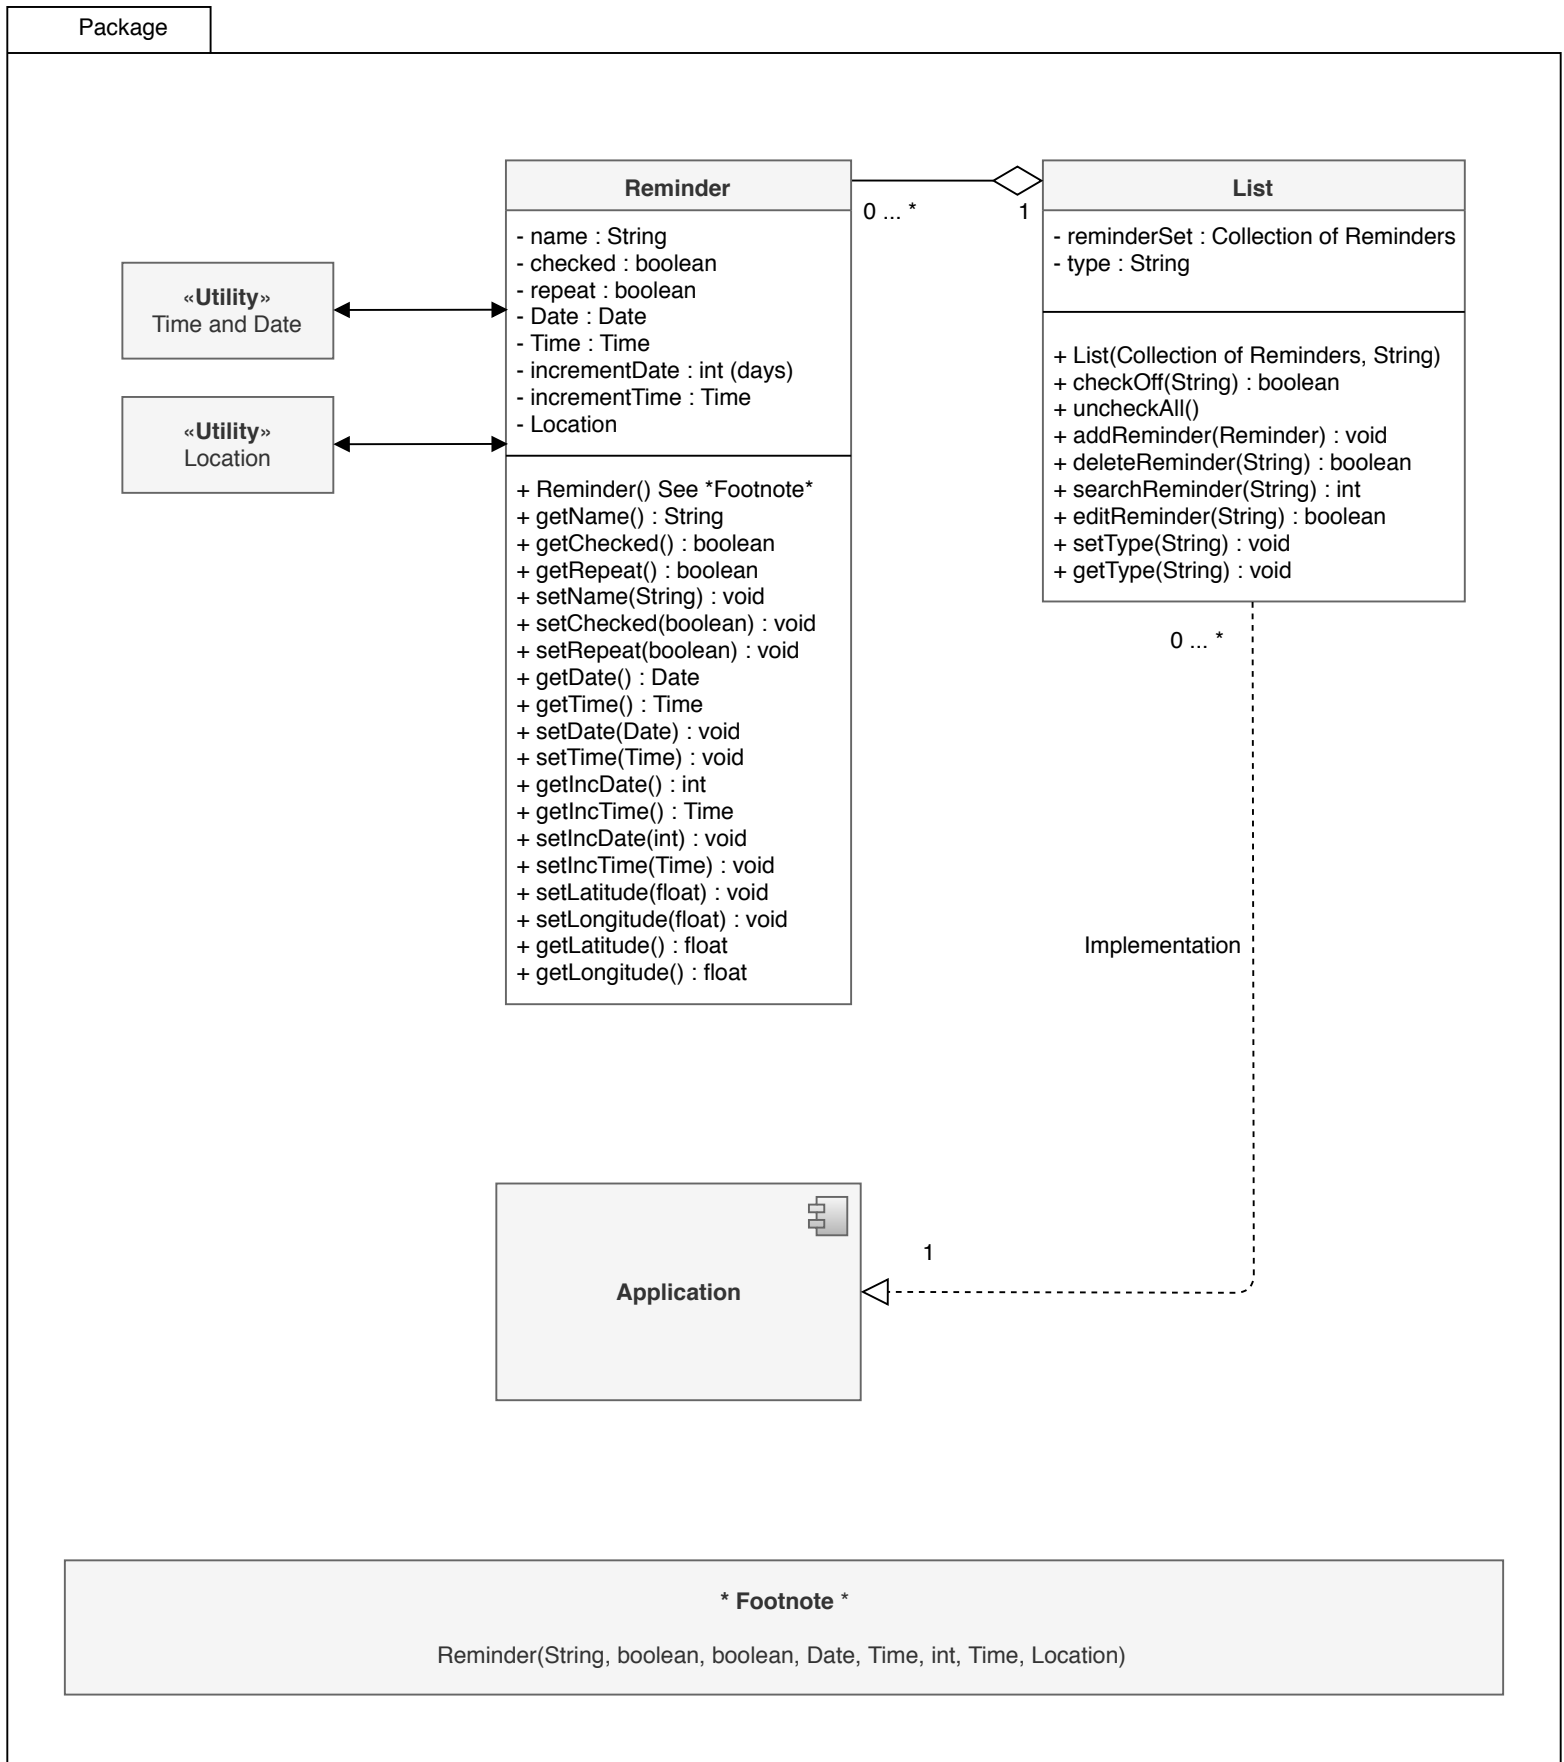 Package
Reminder
- name : String
- checked : boolean
- repeat : boolean
- Date : Date
- Time : Time
- incrementDate : int (days)
- incrementTime : Time
- Location
+ Reminder() See *Footnote*
+ getName() : String
+ getChecked() : boolean
+ getRepeat() : boolean
+ setName(String) : void
+ setChecked(boolean) : void
+ setRepeat(boolean) : void
+ getDate() : Date
+ getTime() : Time
+ setDate(Date) : void
+ setTime(Time) : void
+ getIncDate() : int
+ getIncTime() : Time
+ setIncDate(int) : void
+ setIncTime(Time) : void
+ setLatitude(float) : void
+ setLongitude(float) : void
+ getLatitude() : float
+ getLongitude() : float
0 ... *
1
List
- reminderSet : Collection of Reminders
- type : String
+ List(Collection of Reminders, String)
+ checkOff(String) : boolean
+ uncheckAll()
+ addReminder(Reminder) : void
+ deleteReminder(String) : boolean
+ searchReminder(String) : int
+ editReminder(String) : boolean
+ setType(String) : void
+ getType(String) : void
«Utility»
Time and Date
«Utility»
Location
0 ... *
Implementation
1
Application
* Footnote *
Reminder(String, boolean, boolean, Date, Time, int, Time, Location)